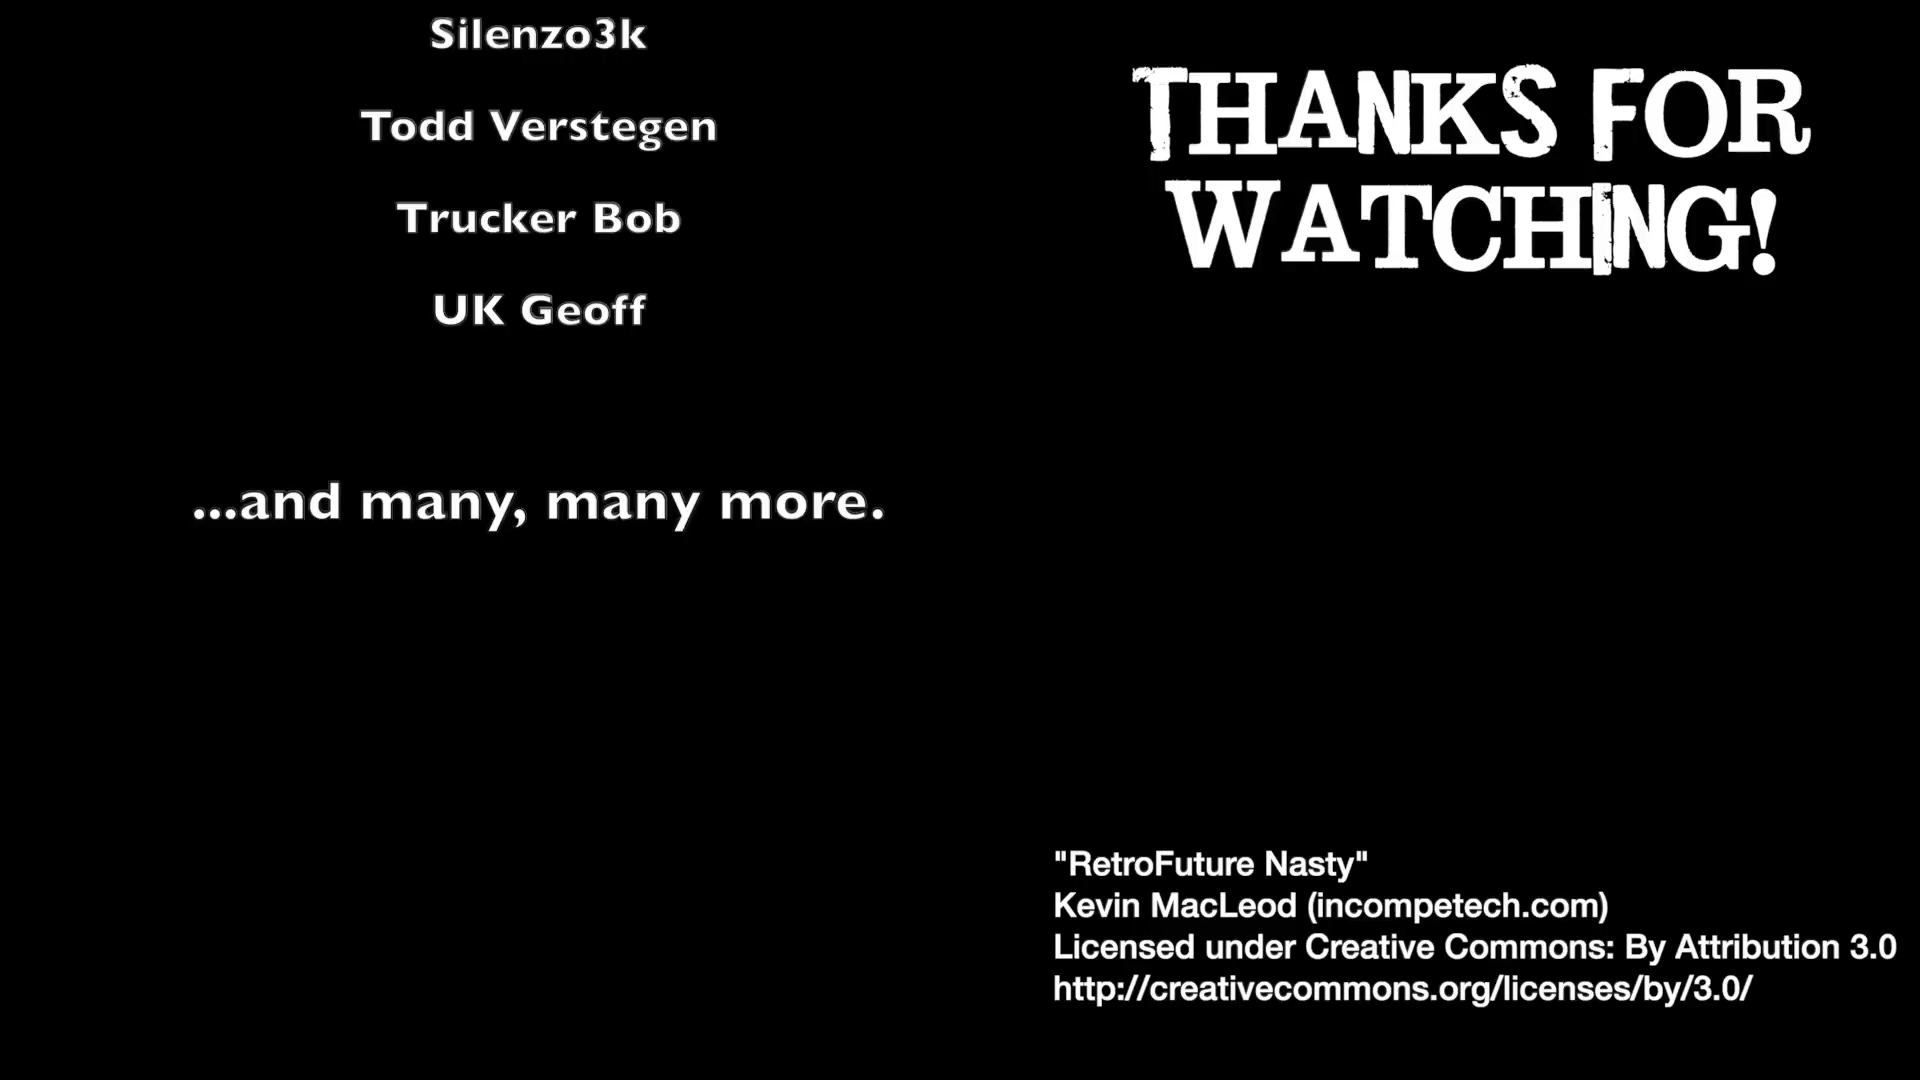 Silenzo3k
Todd Verstegen
Trucker Bob
UK Geoff
...and many, many more.
THANKS FOR
WATCHING!
"RetroFuture Nasty"
Kevin MacLeod (incompetech.com)
Licensed under Creative Commons: By Attribution 3.0
http://creativecommons.org/licenses/by/3.0/